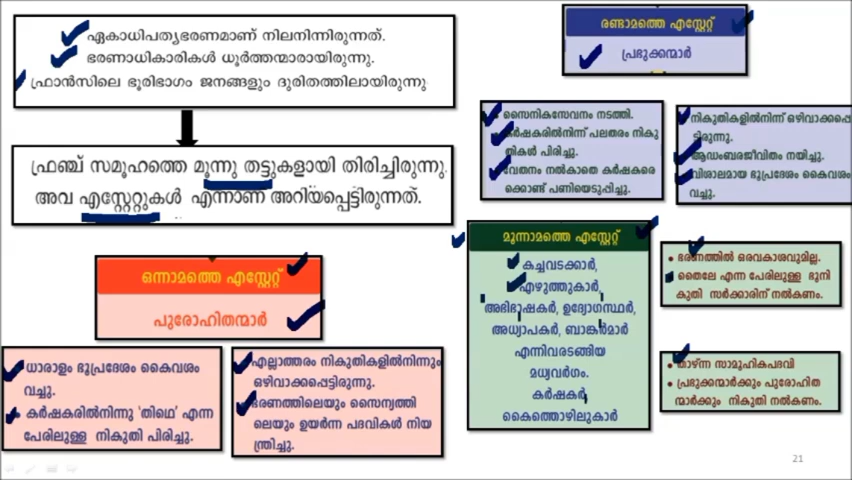 ഏകാധിപത്യഭരണമാണ് നിലനിന്നിരുന്നത്.
ഭരണാധികാരികൾ ധൂർത്തന്മാരായിരുന്നു.
ഫ്രാൻസിലെ ഭൂരിഭാഗം ജനങ്ങളും ദുരിതത്തിലായിരുന്നു
ഫ്രഞ്ച് സമൂഹത്തെ മൂന്നു തട്ടുകളായി തിരിച്ചിരുന്നു.
അവ എസ്റ്റേറ്റുകൾ എന്നാണ് അറിയപ്പെട്ടിരുന്നത്.
ഒന്നാമത്തെ എസ്റ്റേറ്റ്
പുരോഹിതന്മാർ
ധാരാളം ഭൂപ്രദേശം കൈവശം
വച്ചു.
കർഷകരിൽനിന്നു 'തിഥെ' എന്ന
പേരിലുള്ള നികുതി പിരിച്ചു.
എല്ലാത്തരം നികുതികളിൽനിന്നും
ഒഴിവാക്കപ്പെട്ടിരുന്നു.
ഭരണത്തിലെയും സൈന്യത്തി
ലെയും ഉയർന്ന പദവികൾ നിയ
ന്ത്രിച്ചു.
രണ്ടാമത്തെ എസ്റ്റേറ്റ്
പ്രഭുക്കന്മാർ
സൈനികസേവനം നടത്തി.
കർഷകരിൽനിന്ന് പലതരം നികു
തികൾ പിരിച്ചു.
വേതനം നൽകാതെ കർഷകരെ
ക്കൊണ്ട് പണിയെടുപ്പിച്ചു.
നികുതികളിൽനിന്ന് ഒഴിവാക്കപ്പെ
ട്ടിരുന്നു.
ആഡംബരജീവിതം നയിച്ചു.
വിശാലമായ ഭൂപ്രദേശം കൈവശം
വച്ചു.
മൂന്നാമത്തെ എസ്റ്റേറ്റ്
കച്ചവടക്കാർ,
എഴുത്തുകാർ,
അഭിഭാഷകർ, ഉദ്യോഗസ്ഥർ,
അധ്യാപകർ, ബാങ്കർമാർ
എന്നിവരടങ്ങിയ
മധ്യവർഗം.
കർഷകർ,
കൈത്തൊഴിലുകാർ
• ഭരണത്തിൽ ഒരവകാശവുമില്ല.
• തൈലേ എന്ന പേരിലുള്ള ഭൂനി
കുതി സർക്കാരിന് നൽകണം.
• താഴ്ന്ന സാമൂഹികപദവി
• പ്രഭുക്കന്മാർക്കും പുരോഹിത
ന്മാർക്കും നികുതി നൽകണം.
21